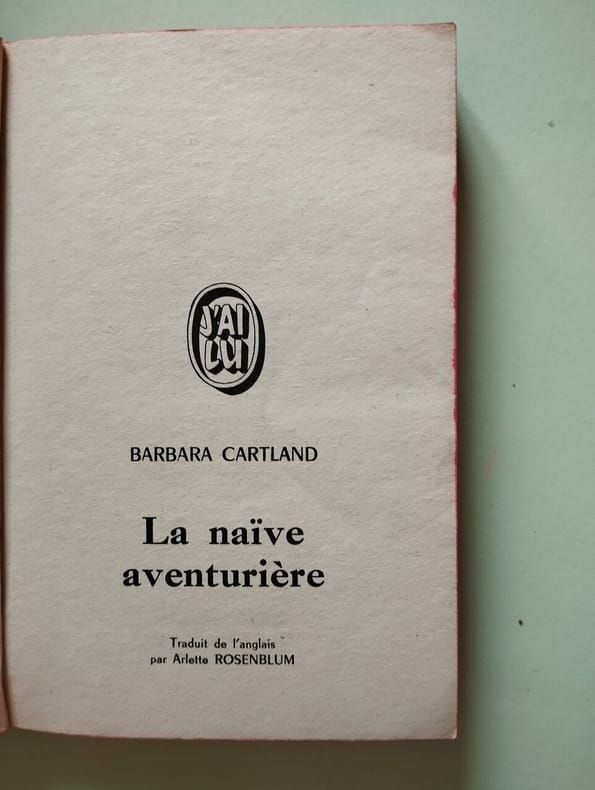 J'AI
LU
BARBARA CARTLAND
La naïve
aventurière
Traduit de l'anglais
par Arlette ROSENBLUM